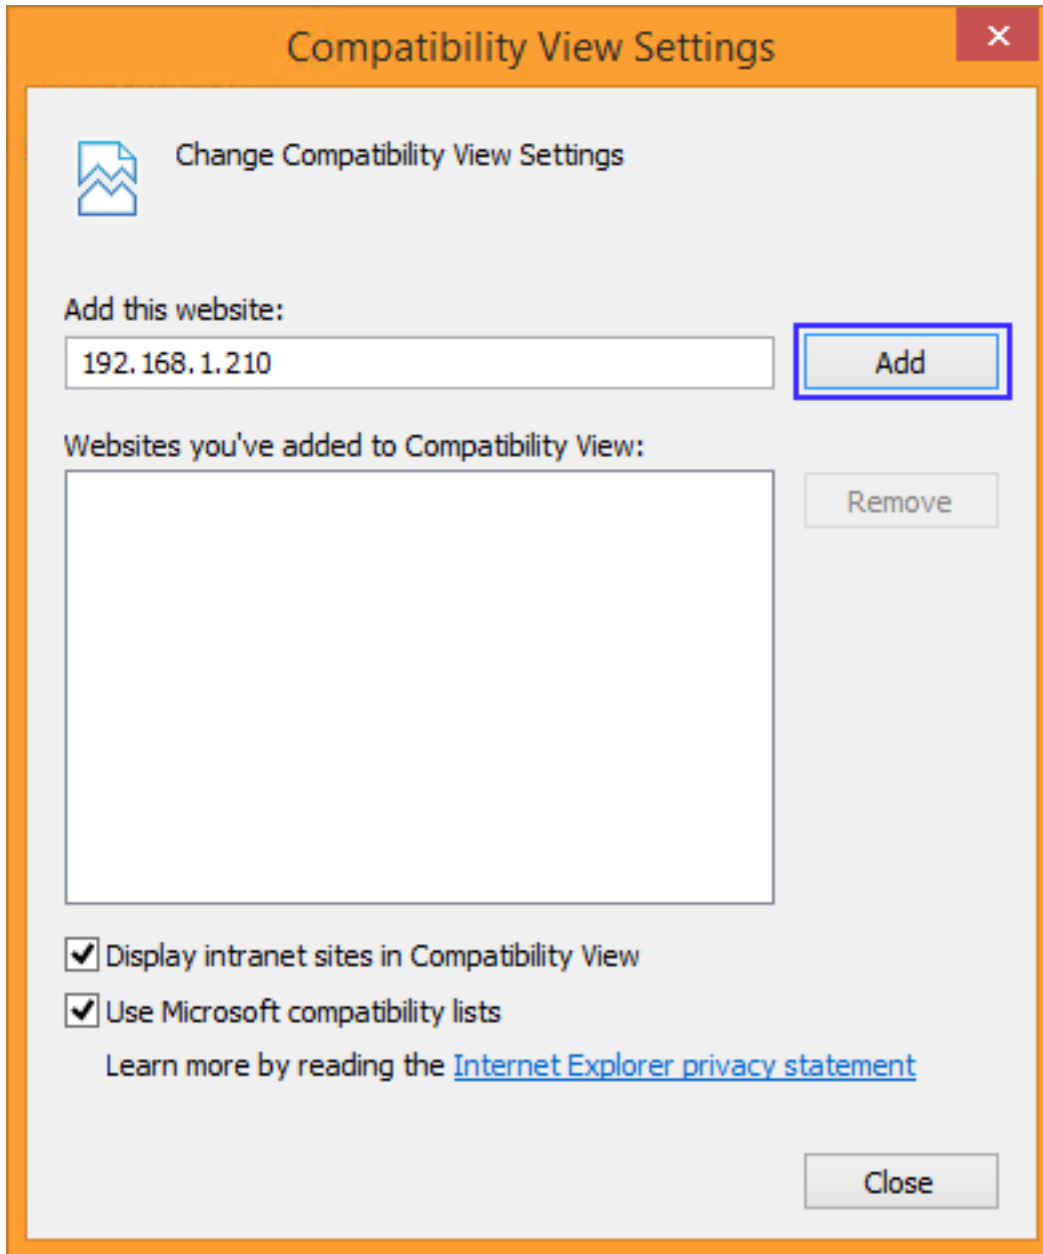 Compatibility View Settings
Change Compatibility View Settings
Add this website:
192.168.1.210
Add
Websites you've added to Compatibility View:
Remove
Display intranet sites in Compatibility View
Use Microsoft compatibility lists
Learn more by reading the Internet Explorer privacy statement
Close